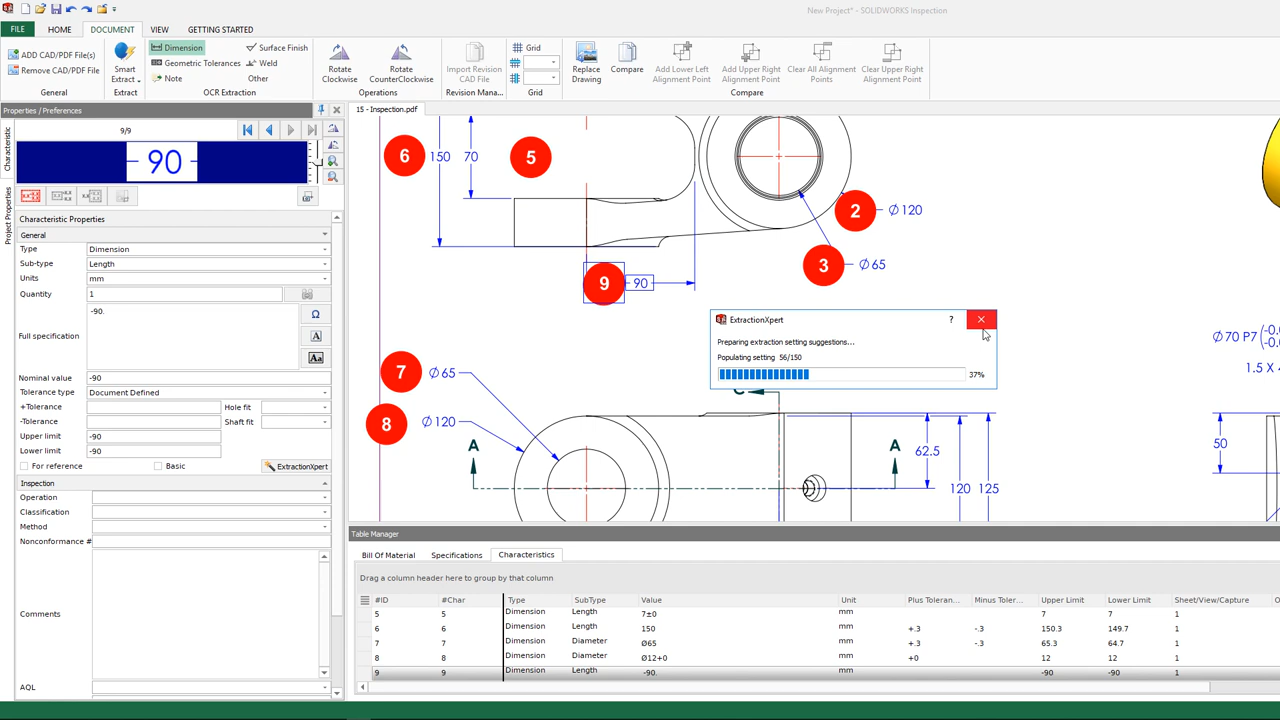 New Project* - SOLIDWORKS Inspection
FILE HOME DOCUMENT VIEW EXTRACT GETTING STARTED
ADD CAD/PDF File(s)
Remove CAD/PDF File
General
Smart Extract
Extract
Dimension
Geometric Tolerances
Note
Surface Finish
Weld
Other
OCR Extraction
Rotate Clockwise
Rotate CounterClockwise
Operations
Import Revision CAD File
Revision Mana...
Grid
Grid
Replace Drawing
Compare
Add Lower Left Alignment Point
Add Upper Right Alignment Point
Clear All Alignment Points
Clear Upper Right Alignment Point
Compare
Properties / Preferences
15 - Inspection.pdf
Characteristic
Project Properties
9/9
90
Characteristic Properties
General
Type Dimension
Sub-type Length
Units mm
Quantity 1
Full specification -90.
Ω
A
Aa
Nominal value -90
Tolerance type Document Defined
+Tolerance Hole fit
-Tolerance Shaft fit
Upper limit -90
Lower limit -90
For reference Basic ExtractionXpert
Inspection
Operation
Classification
Method
Nonconformance #
Comments
AQL
6 150 70 5
2 Ø 120
3 Ø 65
9 90
ExtractionXpert ?
Preparing extraction setting suggestions...
Populating setting 56/150
37%
Ø 70 P7 (-0.0
(-0.
1.5 X 4
C
7 Ø 65
8 Ø 120
A A
62.5
120 125
50
Table Manager
Bill Of Material Specifications Characteristics
Drag a column header here to group by that column
#ID #Char Type SubType Value Unit Plus Toleran... Minus Toler... Upper Limit Lower Limit Sheet/View/Capture O
5 5 Dimension Length 7±0 mm 7 7 1
6 6 Dimension Length 150 mm +.3 -.3 150.3 149.7 1
7 7 Dimension Diameter Ø65 mm +.3 -.3 65.3 64.7 1
8 8 Dimension Diameter Ø12+0 mm +0 12 12 1
9 9 Dimension Length -90. mm -90 -90 1